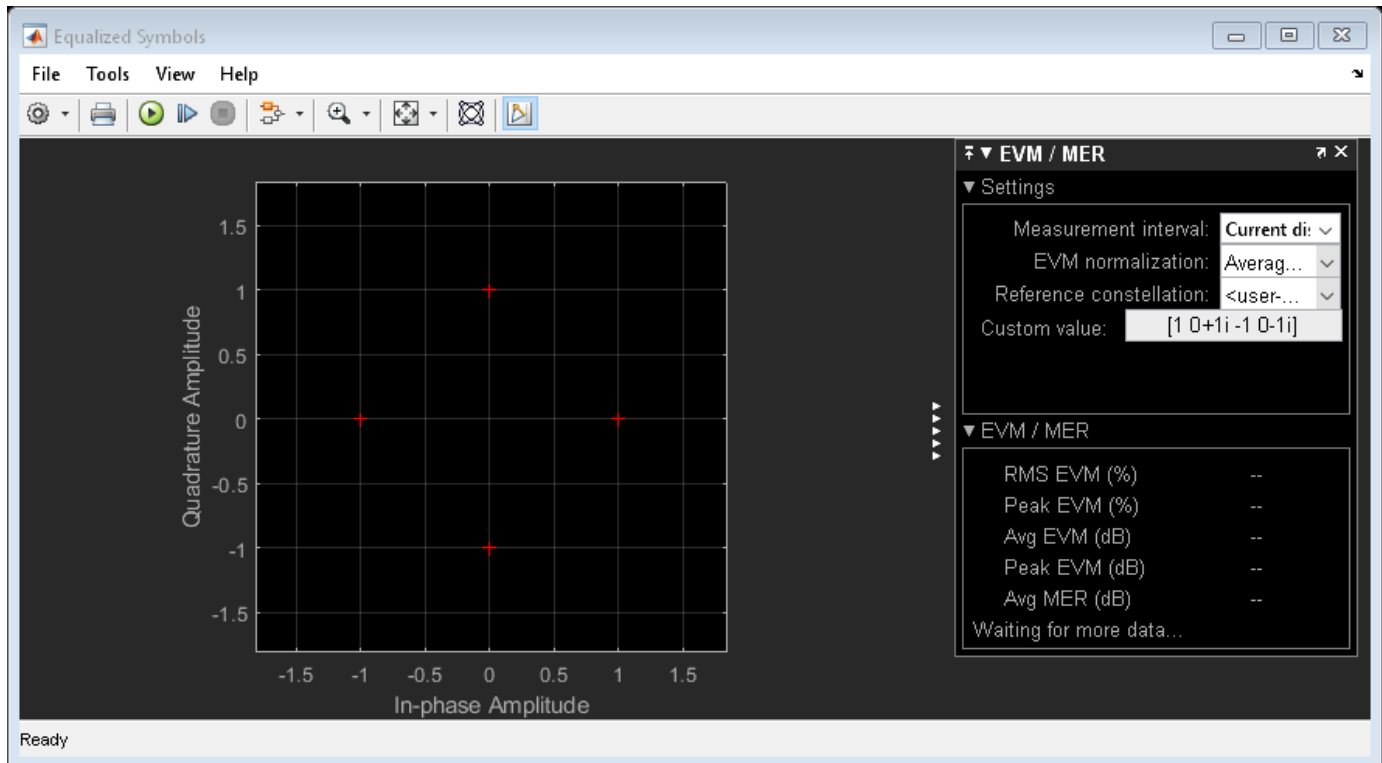 Equalized Symbols
File Tools View Help
EVM / MER
Settings
Measurement interval: Current di
EVM normalization: Averag...
Reference constellation: <user-...
Custom value: [1 0+1i -1 0-1i]
EVM / MER
RMS EVM (%) --
Peak EVM (%) --
Avg EVM (dB) --
Peak EVM (dB) --
Avg MER (dB) --
Waiting for more data...
Quadrature Amplitude
1.5
1
0.5
0
-0.5
-1
-1.5
-1.5 -1 -0.5 0 0.5 1 1.5
In-phase Amplitude
Ready